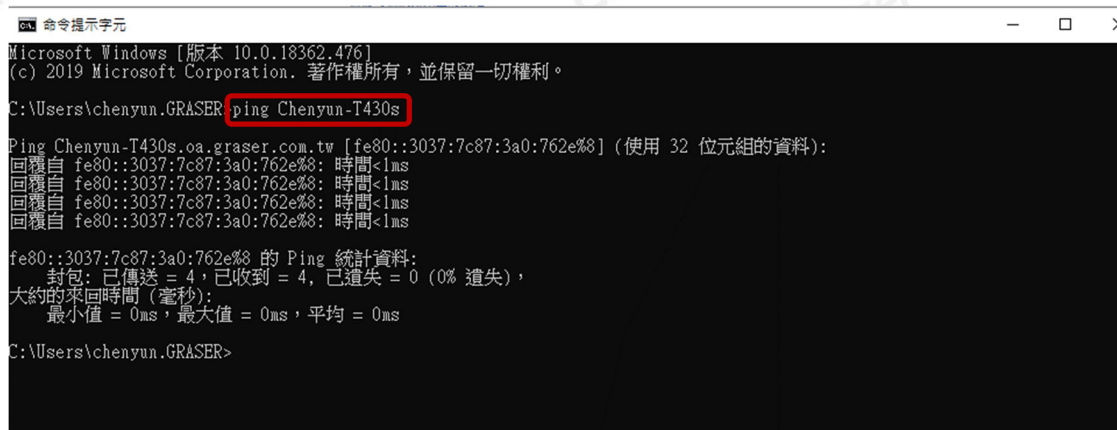 命令提示字元
Microsoft Windows [版本 10.0.18362.476]
(c) 2019 Microsoft Corporation. 著作權所有，並保留一切權利。
C:\Users\chenyun.GRASER>ping Chenyun-T430s
Ping Chenyun-T430s.oa.graser.com.tw [fe80::3037:7c87:3a0:762e%8] (使用 32 位元組的資料):
回覆自 fe80::3037:7c87:3a0:762e%8: 時間<1ms
回覆自 fe80::3037:7c87:3a0:762e%8: 時間<1ms
回覆自 fe80::3037:7c87:3a0:762e%8: 時間<1ms
回覆自 fe80::3037:7c87:3a0:762e%8: 時間<1ms
fe80::3037:7c87:3a0:762e%8 的 Ping 統計資料:
封包: 已傳送 = 4，已收到 = 4, 已遺失 = 0 (0% 遺失)，
大約的來回時間 (毫秒):
最小值 = 0ms，最大值 = 0ms，平均 = 0ms
C:\Users\chenyun.GRASER>